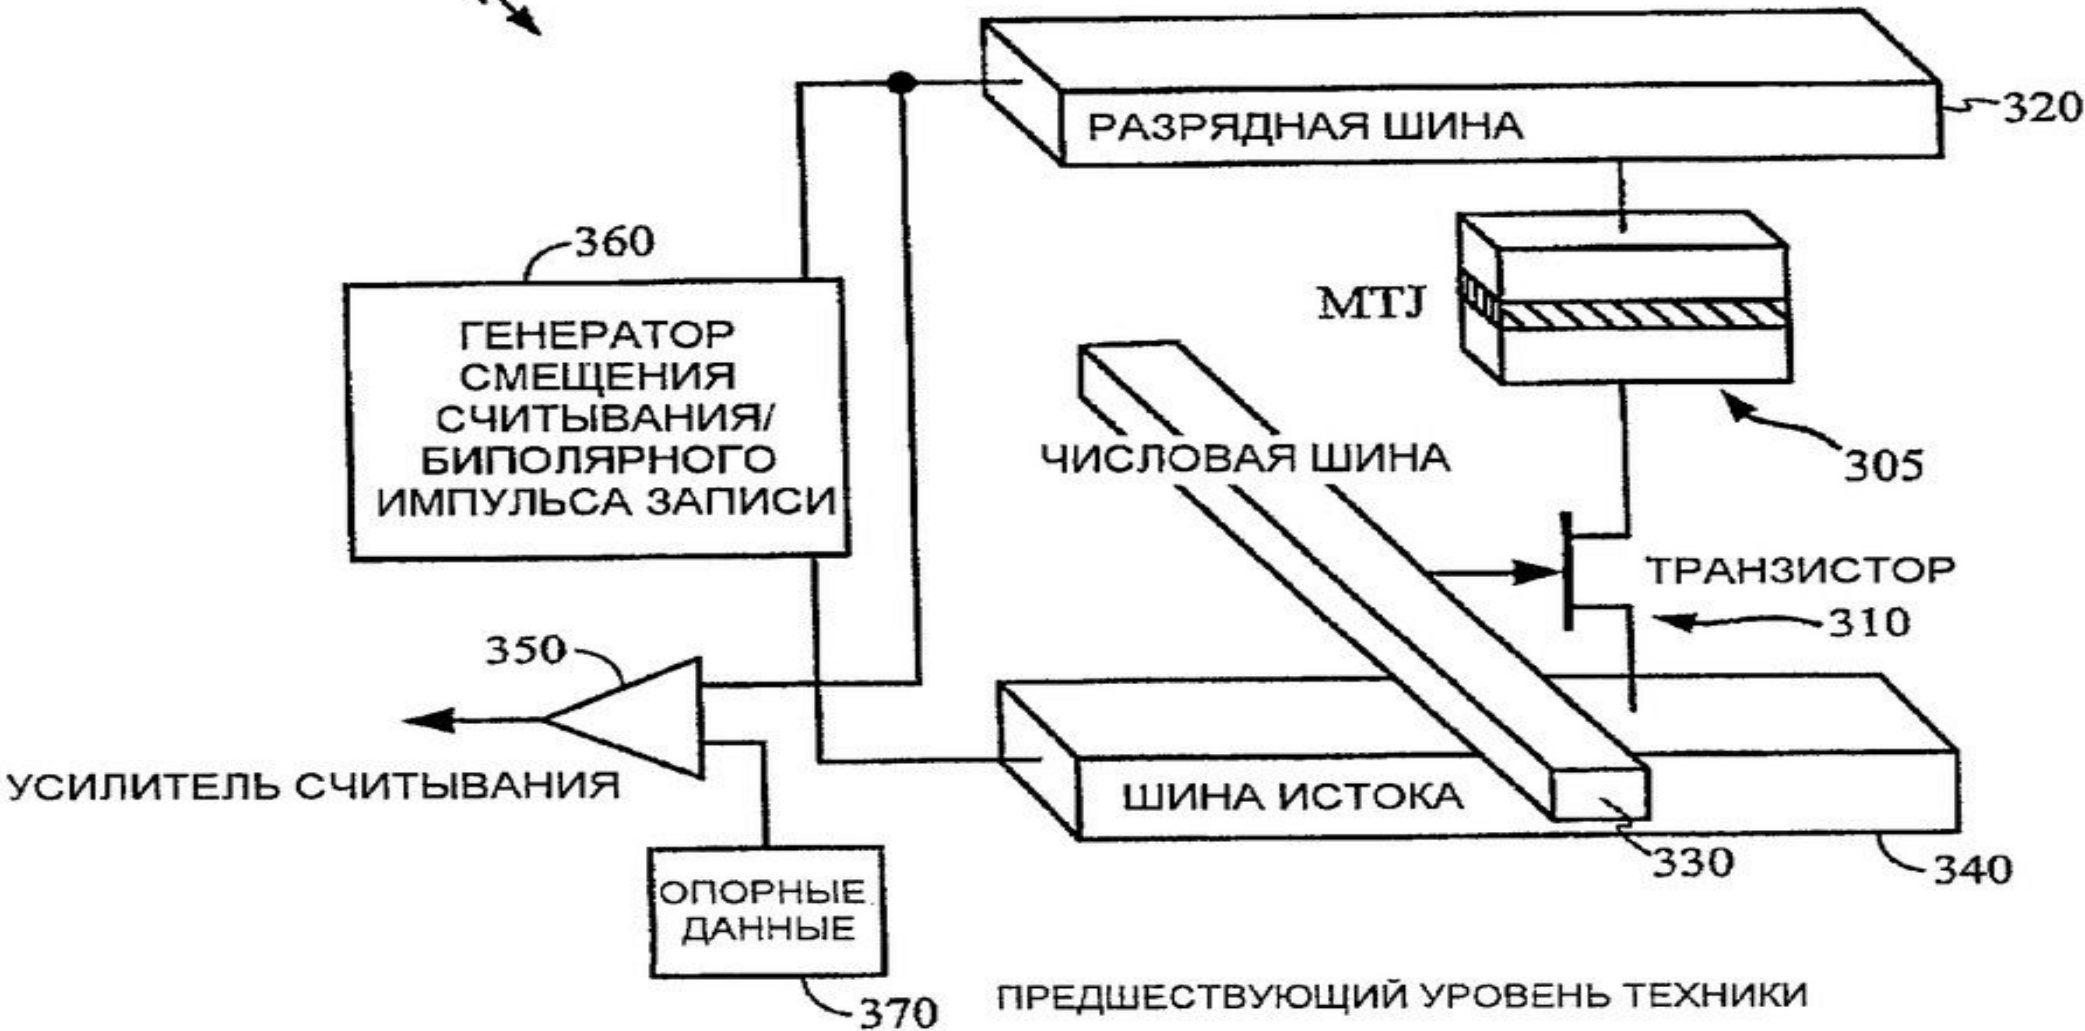 320
РАЗРЯДНАЯ ШИНА
360
ГЕНЕРАТОР
СМЕЩЕНИЯ
СЧИТЫВАНИЯ/
БИПОЛЯРНОГО
ИМПУЛЬСА ЗАПИСИ
MTJ
305
ЧИСЛОВАЯ ШИНА
ТРАНЗИСТОР
310
350
УСИЛИТЕЛЬ СЧИТЫВАНИЯ
ШИНА ИСТОКА
330
340
ОПОРНЫЕ
ДАННЫЕ
370
ПРЕДШЕСТВУЮЩИЙ УРОВЕНЬ ТЕХНИКИ